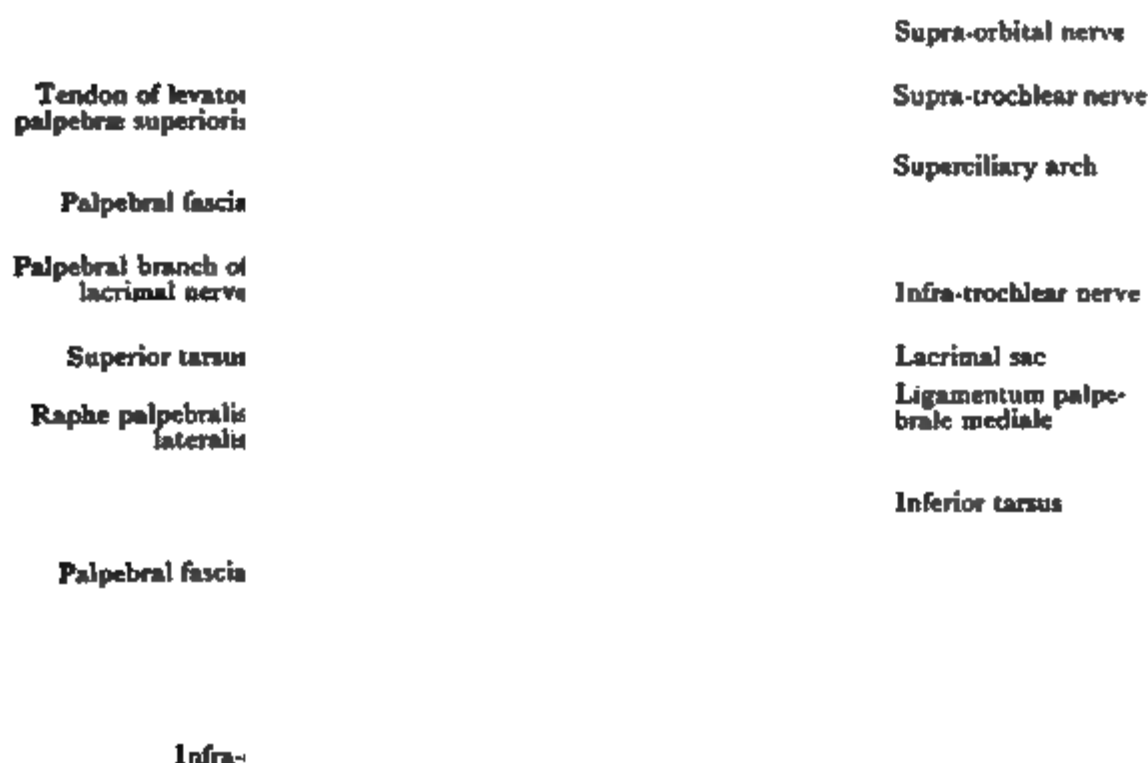 Supra-orbital nerve
Tendon of levator
palpebræ superioris
Supra-trochlear nerve
Superciliary arch
Palpebral fascia
Palpebral branch of
lacrimal nerve
Infra-trochlear nerve
Superior tarsus
Lacrimal sac
Raphe palpebralis
lateralis
Ligamentum palpe-
brale mediale
Inferior tarsus
Palpebral fascia
Infra-